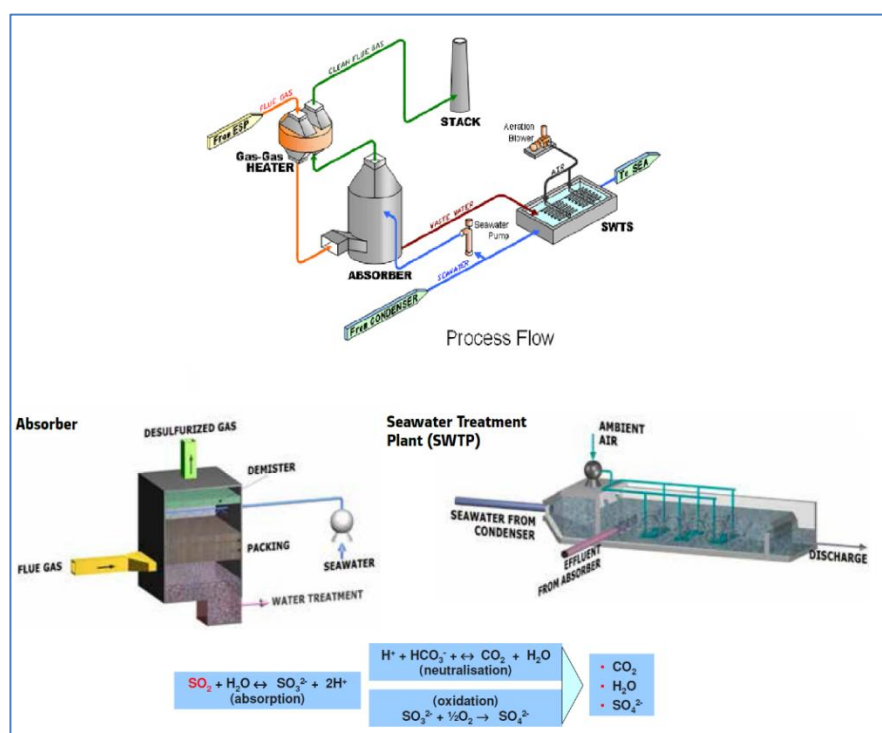 CLEAN FLUE GAS
FLUE GAS
From ESP
Gas-Gas
HEATER
STACK
Aeration
Blower
AIR
To SEA
SWTS
WASTE WATER
Seawater
Pump
ABSORBER
SEAWATER
From CONDENSER
Process Flow
Absorber
DESULFURIZED GAS
DEMISTER
PACKING
SEAWATER
FLUE GAS
WATER TREATMENT
Seawater Treatment
Plant (SWTP)
AMBIENT
AIR
SEAWATER FROM
CONDENSER
EFFLUENT
FROM ABSORBER
DISCHARGE
SO₂ + H₂O ↔ SO₃²⁻ + 2H⁺
(absorption)
H⁺ + HCO₃⁻ + ↔ CO₂ + H₂O
(neutralisation)
(oxidation)
SO₃²⁻ + ½O₂ → SO₄²⁻
• CO₂
• H₂O
• SO₄²⁻